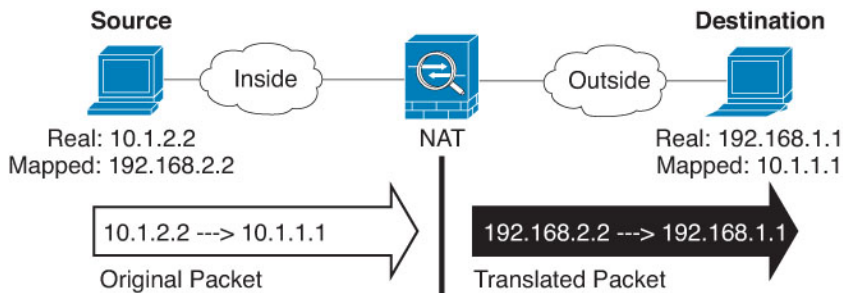 Source
Destination
Inside
Outside
Real: 10.1.2.2
Mapped: 192.168.2.2
NAT
Real: 192.168.1.1
Mapped: 10.1.1.1
10.1.2.2 ---> 10.1.1.1
192.168.2.2 ---> 192.168.1.1
Original Packet
Translated Packet